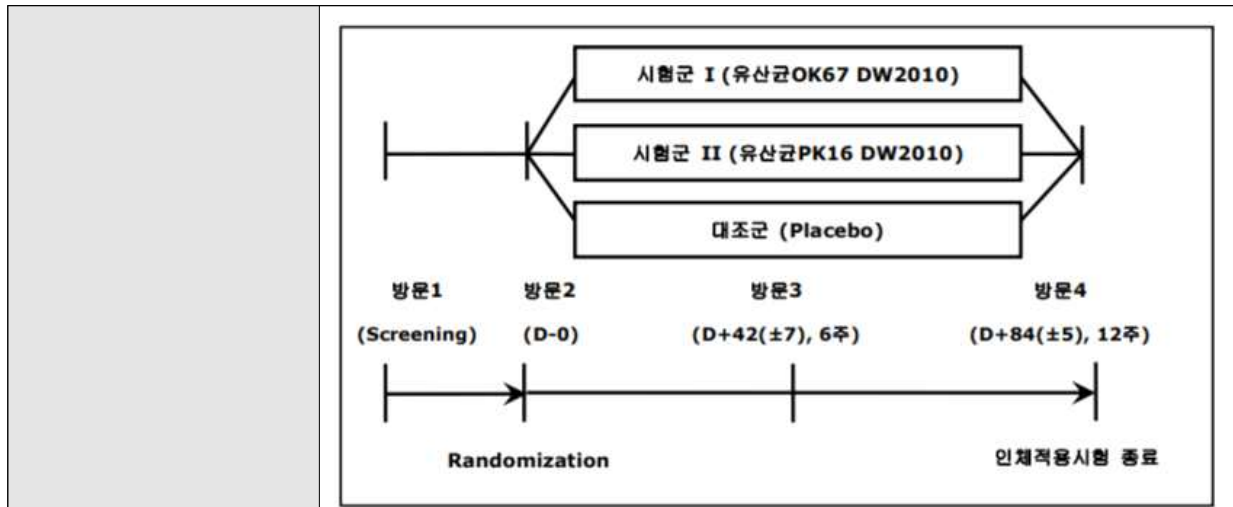 시험군 I (유산균OK67 DW2010)
시험군 II (유산균PK16 DW2010)
대조군 (Placebo)
방문1 방문2 방문3 방문4
(Screening) (D-0) (D+42(±7), 6주) (D+84(±5), 12주)
Randomization 인체적용시험 종료